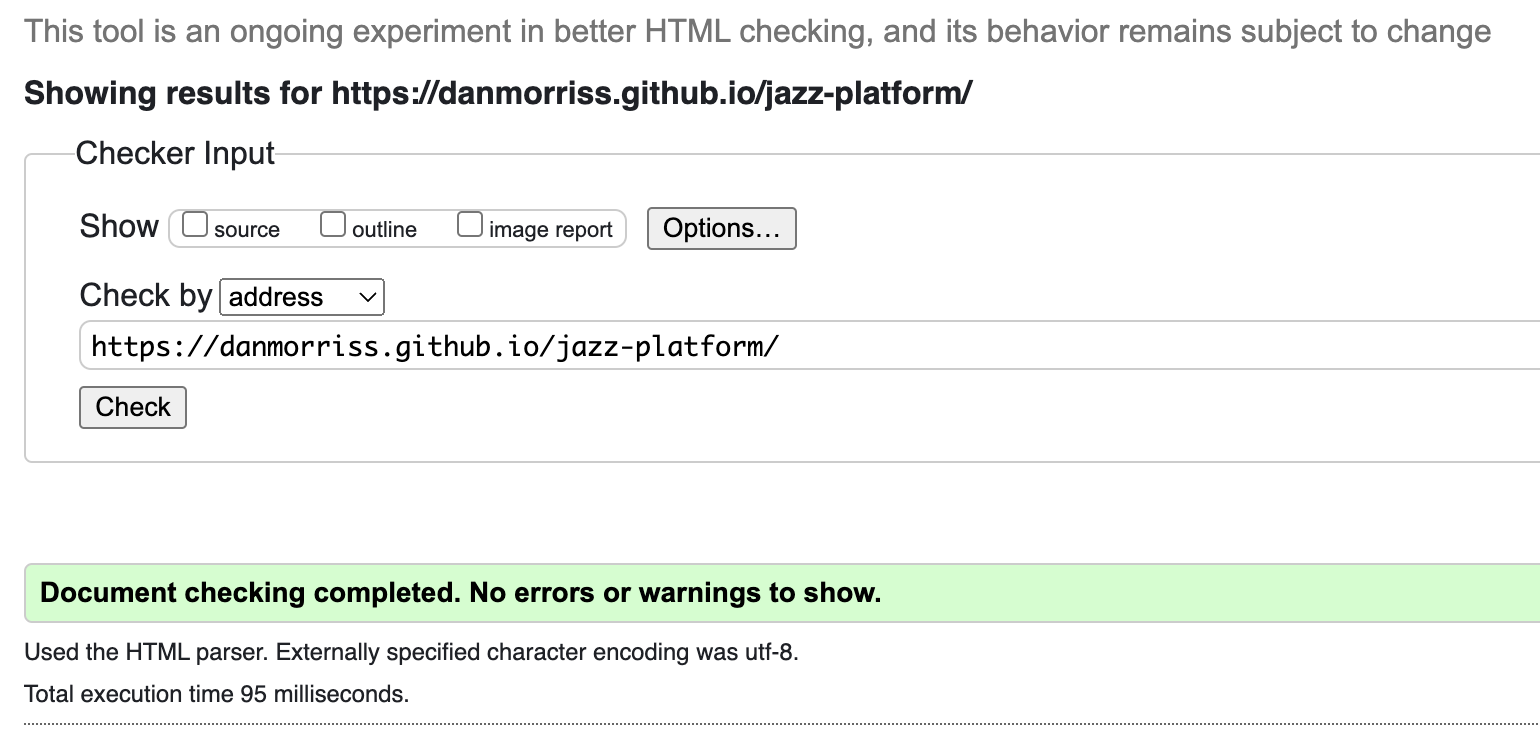 This tool is an ongoing experiment in better HTML checking, and its behavior remains subject to change
Showing results for https://danmorriss.github.io/jazz-platform/
Checker Input
Show source outline image report Options…
Check by address
https://danmorriss.github.io/jazz-platform/
Check
Document checking completed. No errors or warnings to show.
Used the HTML parser. Externally specified character encoding was utf-8.
Total execution time 95 milliseconds.